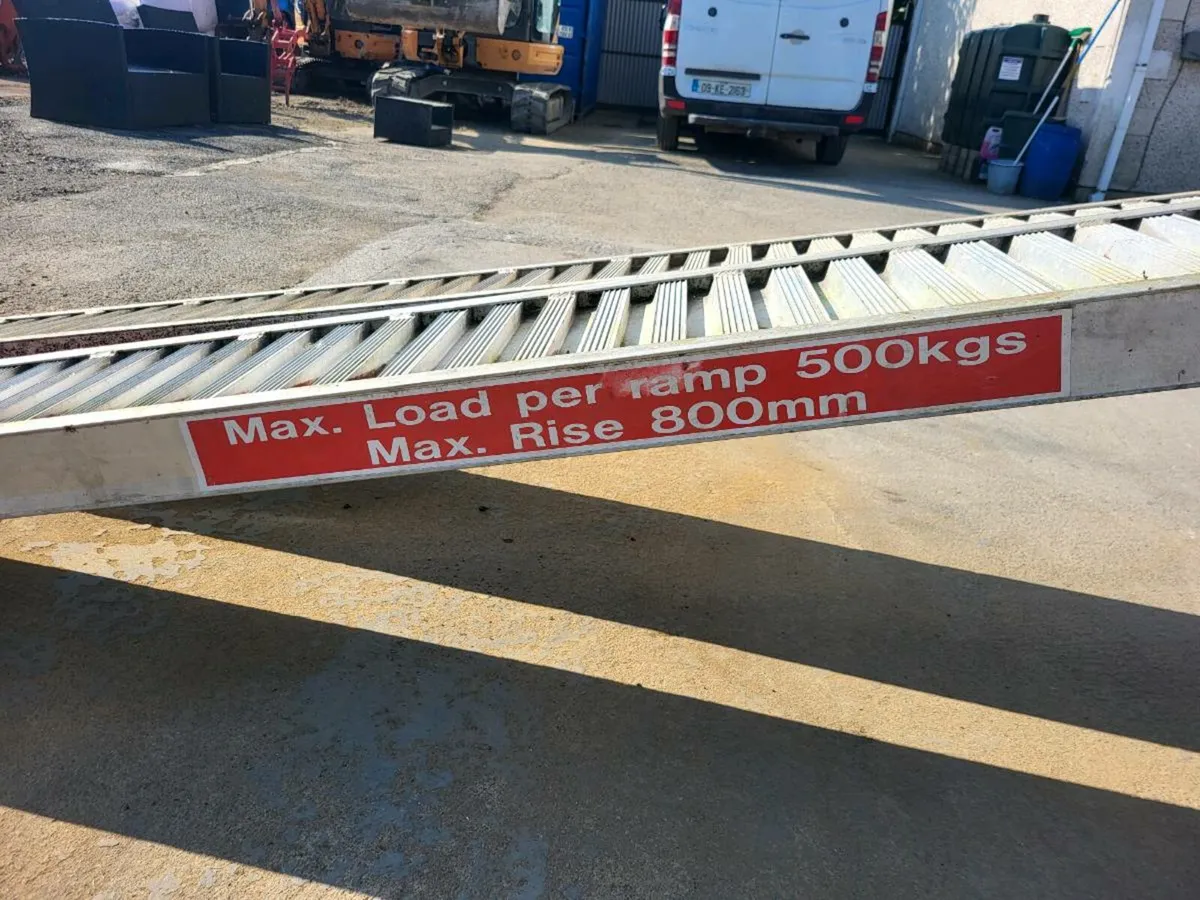 Max. Load per ramp 500kgs
Max. Rise 800mm